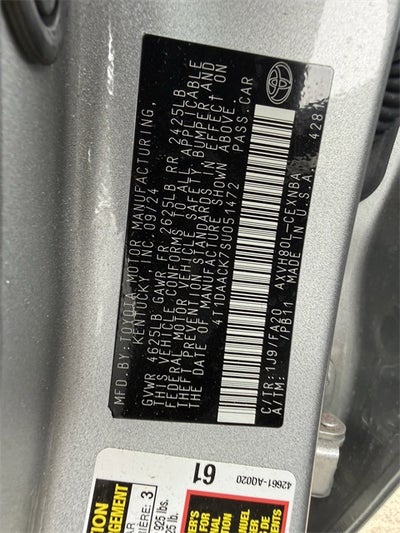 MFD.BY:TOYOTA MOTOR MANUFACTURING,
KENTUCKY, INC. 09/24
GVWR 4625LB GAWR FR 2625LB RR 2425LB
THIS VEHICLE CONFORMS TO ALL APPLICABLE
FEDERAL MOTOR VEHICLE SAFETY, BUMPER, AND
THEFT PREVENTION STANDARDS IN EFFECT ON
THE DATE OF MANUFACTURE SHOWN ABOVE.
4T1DAACK7SU051472 PASS.CAR
C/TR:1J9/FA20 AXVH80L-CEXNBA
A/TM: /PB11 MADE IN U.S.A.
61
42661-A0020